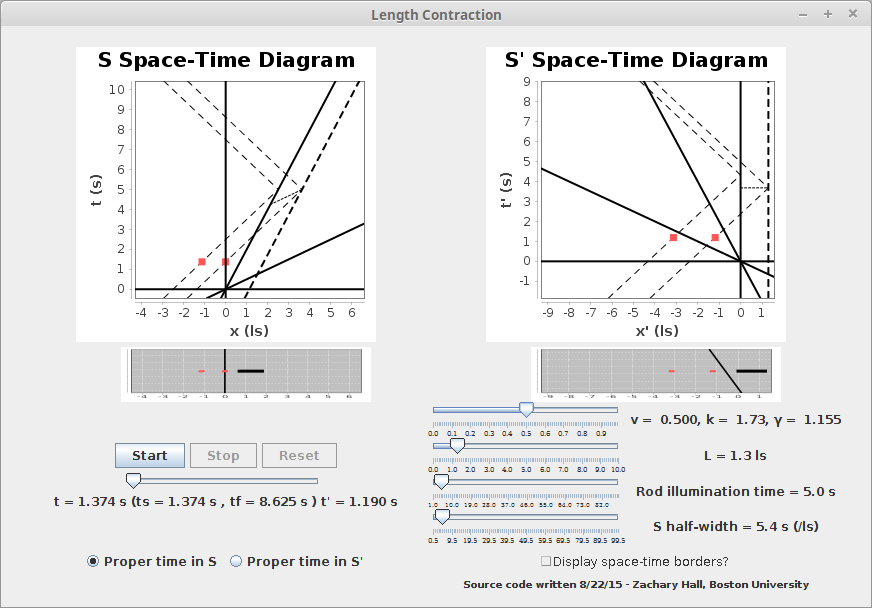 Length Contraction
S Space-Time Diagram
10
9
8
7
6
5
4
3
2
1
0
t (s)
-4 -3 -2 -1 0 1 2 3 4 5 6
x (ls)
-4 -3 -2 -1 0 1 2 3 4 5 6
S' Space-Time Diagram
9
8
7
6
5
4
3
2
1
0
-1
t' (s)
-9 -8 -7 -6 -5 -4 -3 -2 -1 0 1
x' (ls)
-9 -8 -7 -6 -5 -4 -3 -2 -1 0 1
Start Stop Reset
t = 1.374 s (ts = 1.374 s , tf = 8.625 s ) t' = 1.190 s
Proper time in S Proper time in S'
0.0 0.1 0.2 0.3 0.4 0.5 0.6 0.7 0.8 0.9
v = 0.500, k = 1.73, γ = 1.155
0.0 1.0 2.0 3.0 4.0 5.0 6.0 7.0 8.0 9.0 10.0
L = 1.3 ls
1.0 10.0 19.0 28.0 37.0 46.0 55.0 64.0 73.0 82.0
Rod illumination time = 5.0 s
0.5 9.5 19.5 29.5 39.5 49.5 59.5 69.5 79.5 89.5 99.5
S half-width = 5.4 s (/ls)
Display space-time borders?
Source code written 8/22/15 - Zachary Hall, Boston University